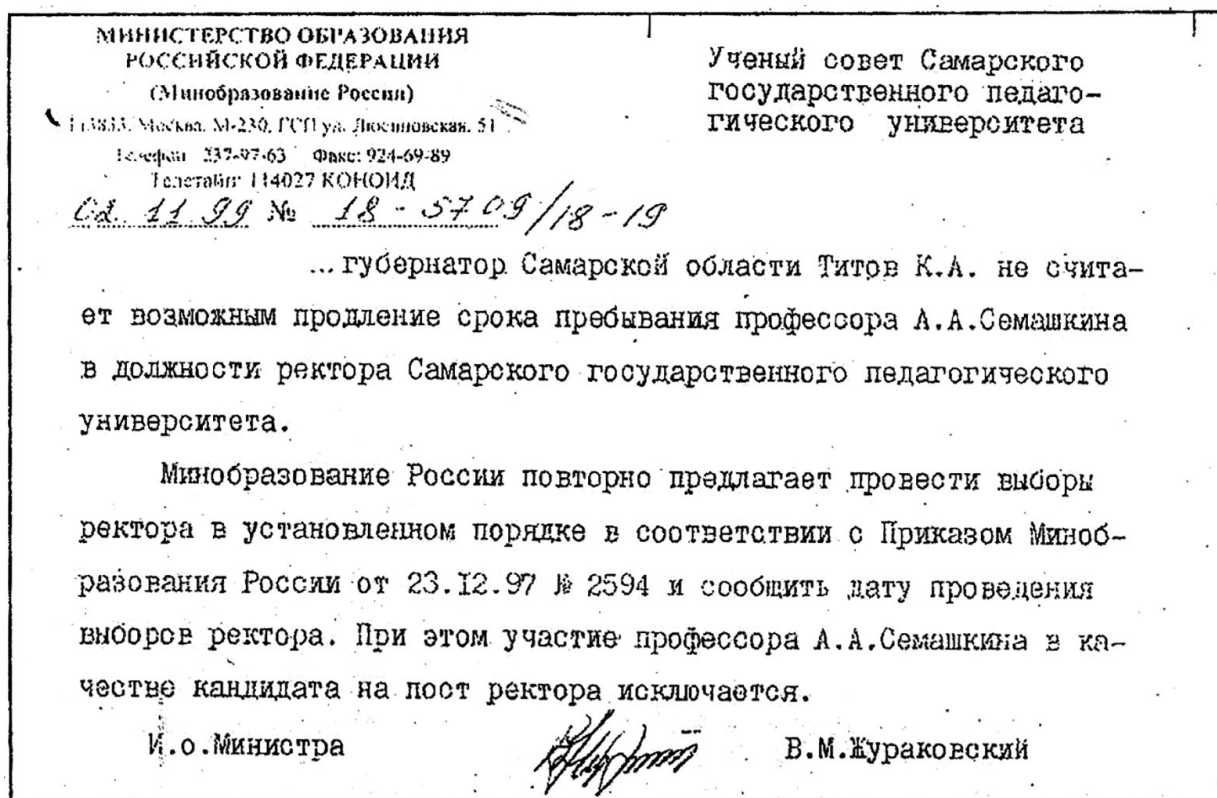 МИНИСТЕРСТВО ОБРАЗОВАНИЯ
РОССИЙСКОЙ ФЕДЕРАЦИИ
(Минобразование России)
113833, Москва, М-230, ГСП ул. Люсиновская, 51
Телефон 237-97-63 Факс: 924-69-89
Телетайп 114027 КОНОИД
02.11.99 № 18-5709/18-19
Ученый совет Самарского
государственного педаго-
гического университета
... губернатор Самарской области Титов К.А. не счита-
ет возможным продление срока пребывания профессора А.А.Семашкина
в должности ректора Самарского государственного педагогического
университета.
Минобразование России повторно предлагает провести выборы
ректора в установленном порядке в соответствии с Приказом Миноб-
разования России от 23.12.97 № 2594 и сообщить дату проведения
выборов ректора. При этом участие профессора А.А.Семашкина в ка-
честве кандидата на пост ректора исключается.
И.о.Министра В.М.Жураковский